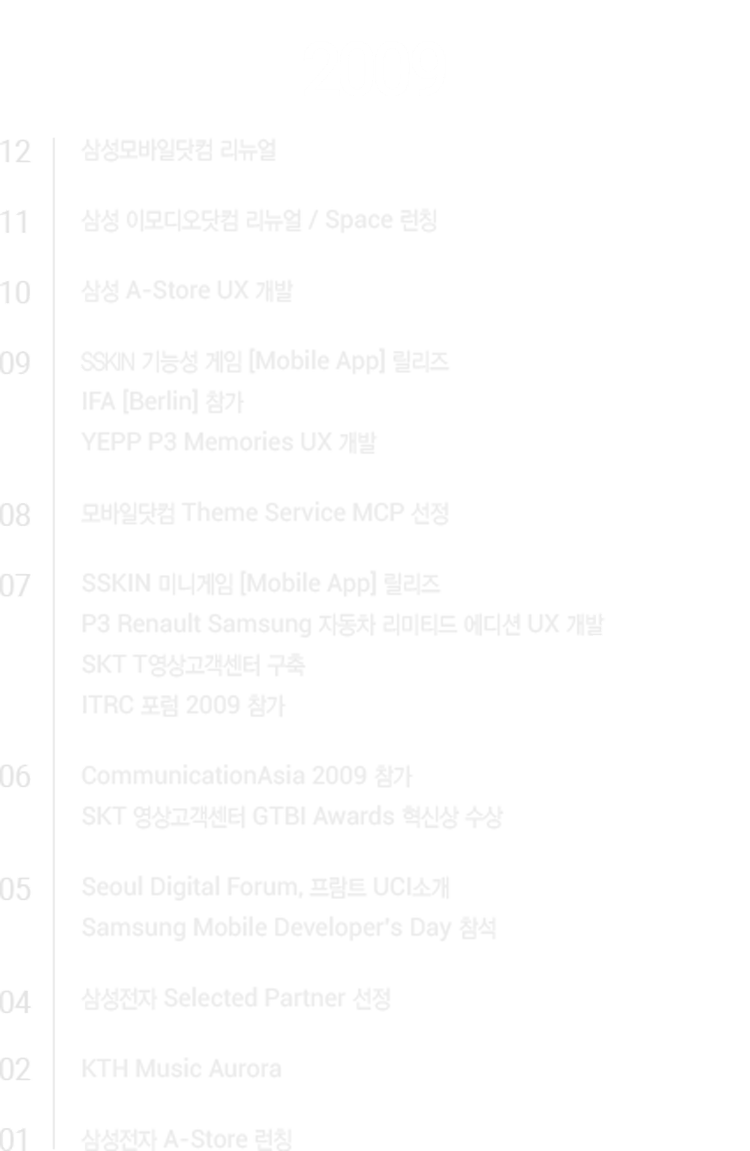 12 삼성모바일닷컴 리뉴얼
11 삼성 이모디오닷컴 리뉴얼 / Space 런칭
10 삼성 A-Store UX 개발
09 SSKIN 기능성 게임 [Mobile App] 릴리즈
IFA [Berlin] 참가
YEPP P3 Memories UX 개발
08 모바일닷컴 Theme Service MCP 선정
07 SSKIN 미니게임 [Mobile App] 릴리즈
P3 Renault Samsung 자동차 리미티드 에디션 UX 개발
SKT T영상고객센터 구축
ITRC 포럼 2009 참가
06 CommunicationAsia 2009 참가
SKT 영상고객센터 GTBI Awards 혁신상 수상
05 Seoul Digital Forum, 프람트 UCI소개
Samsung Mobile Developer's Day 참석
04 삼성전자 Selected Partner 선정
02 KTH Music Aurora
01 삼성전자 A-Store 런칭